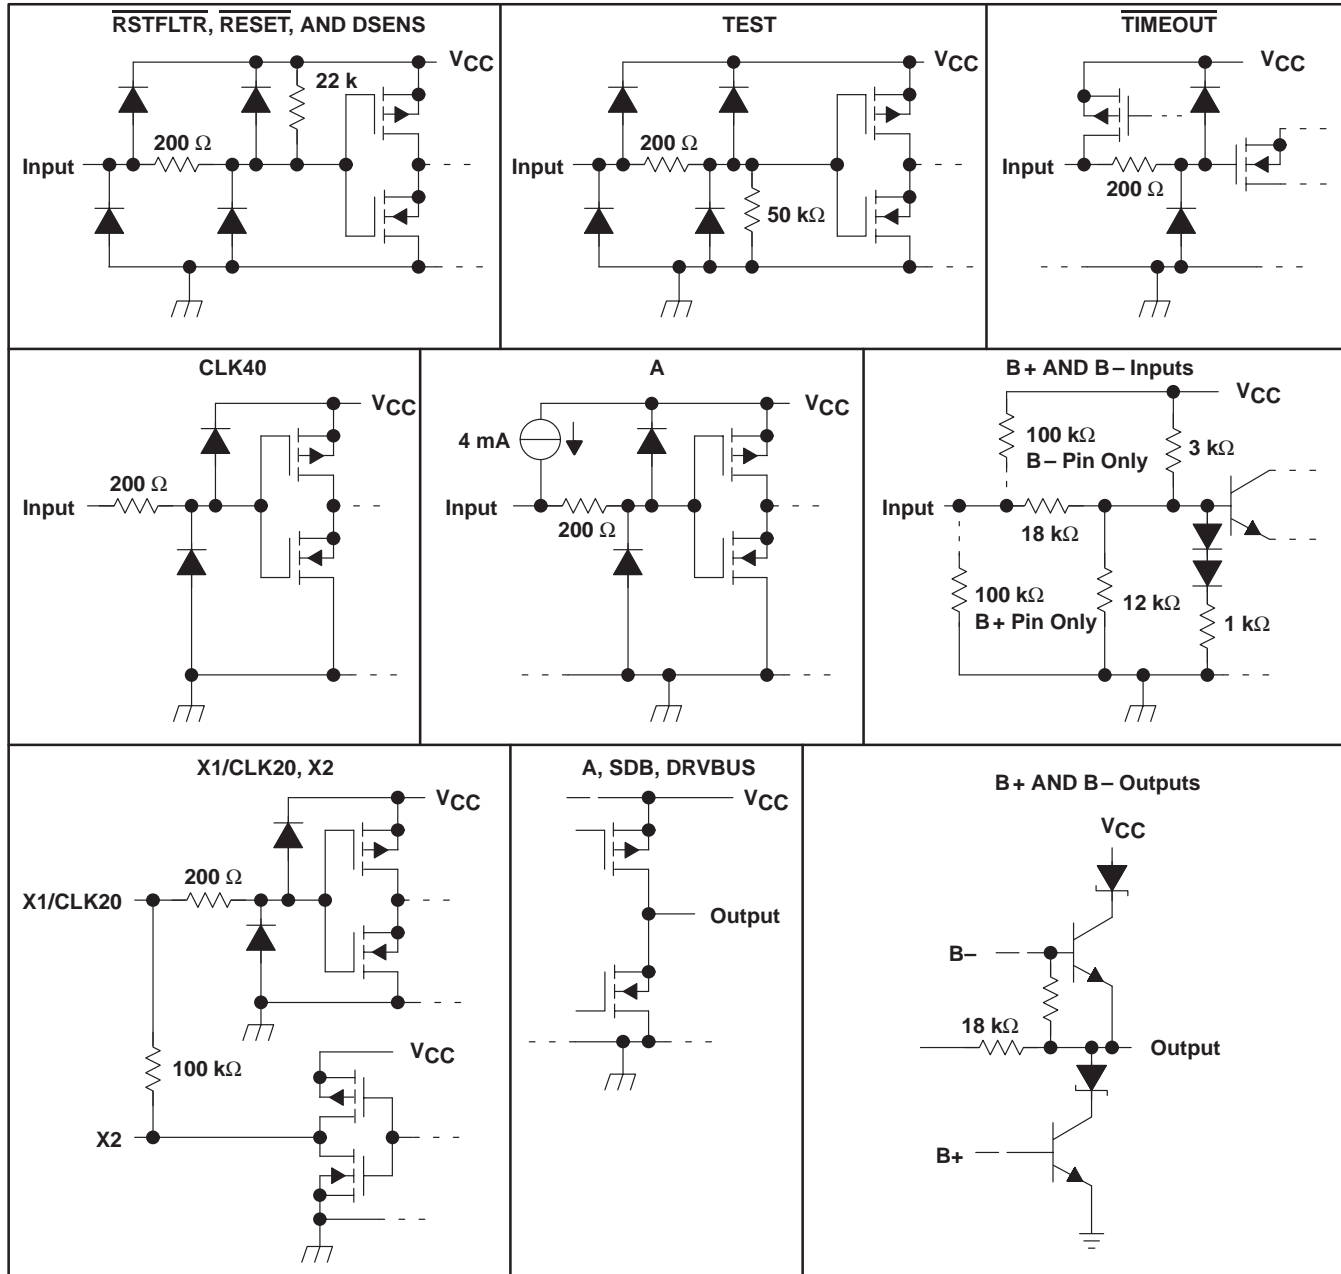 RSTFLTR, RESET, AND DSENS
VCC
22 k
200 Ω
Input
TEST
VCC
200 Ω
Input
50 kΩ
TIMEOUT
VCC
Input
200 Ω
CLK40
VCC
200 Ω
Input
A
VCC
4 mA
Input
200 Ω
B+ AND B– Inputs
VCC
100 kΩ
B– Pin Only
3 kΩ
Input
18 kΩ
100 kΩ
B+ Pin Only
12 kΩ
1 kΩ
X1/CLK20, X2
VCC
200 Ω
X1/CLK20
100 kΩ
VCC
X2
A, SDB, DRVBUS
VCC
Output
B+ AND B– Outputs
VCC
B–
18 kΩ
Output
B+